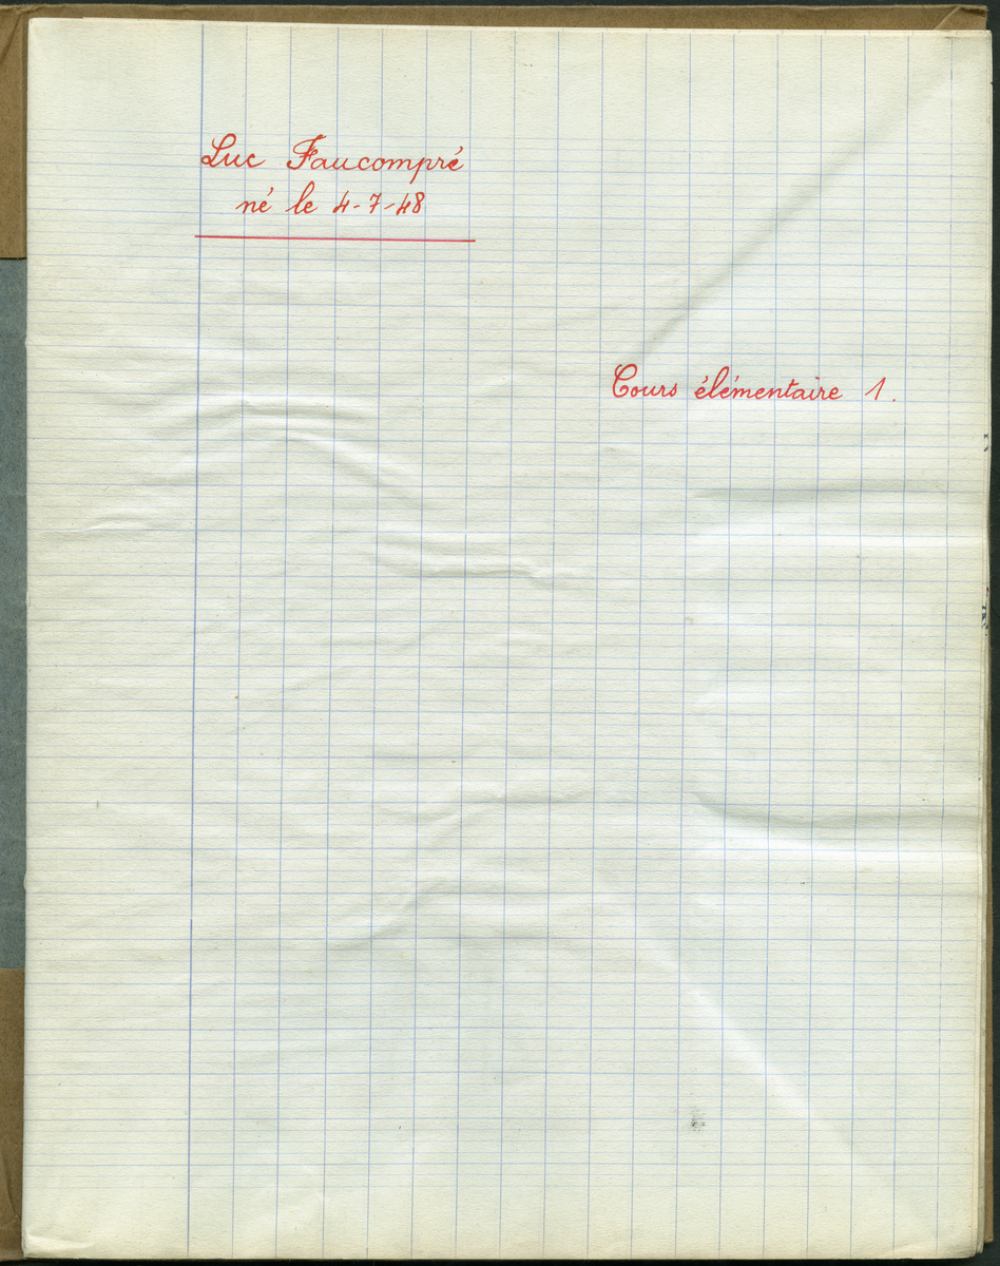 Luc Faucompré
né le 4-7-48
Cours élémentaire 1.